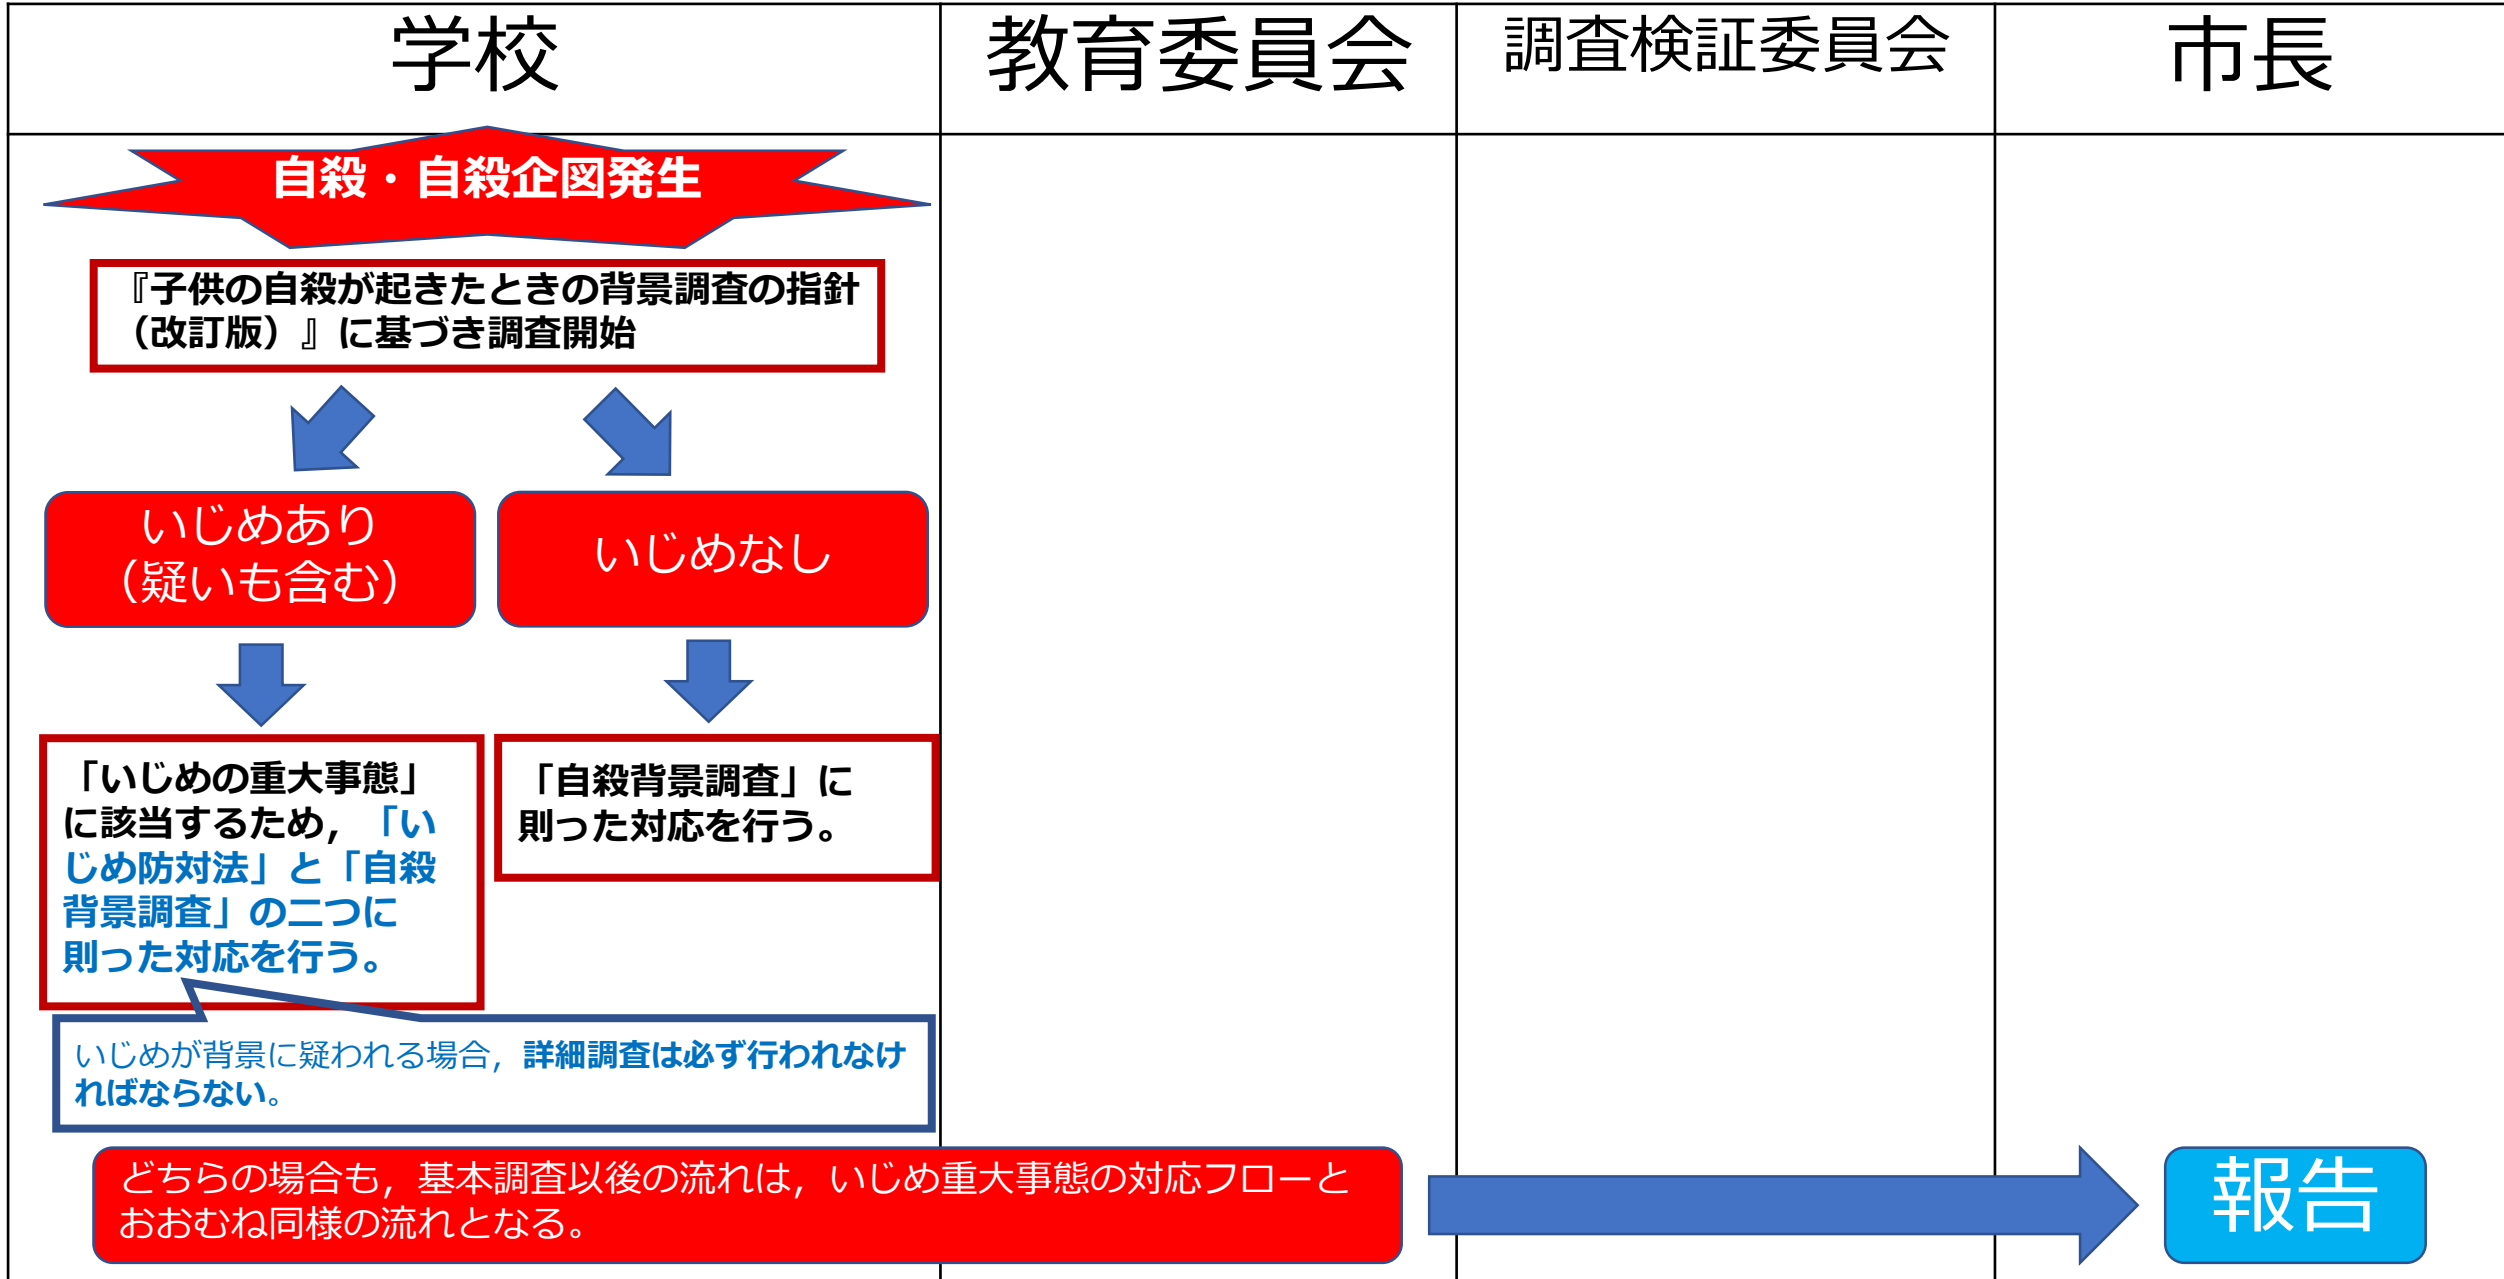 学校
教育委員会
調査検証委員会
市長
自殺・自殺企図発生
『子供の自殺が起きたときの背景調査の指針
（改訂版）』に基づき調査開始
いじめあり
（疑いも含む）
いじめなし
「いじめの重大事態」
に該当するため，「い
じめ防対法」と「自殺
背景調査」の二つに
則った対応を行う。
「自殺背景調査」に
則った対応を行う。
いじめが背景に疑われる場合，詳細調査は必ず行われなけ
ればならない。
どちらの場合も，基本調査以後の流れは，いじめ重大事態の対応フローと
おおむね同様の流れとなる。
報告